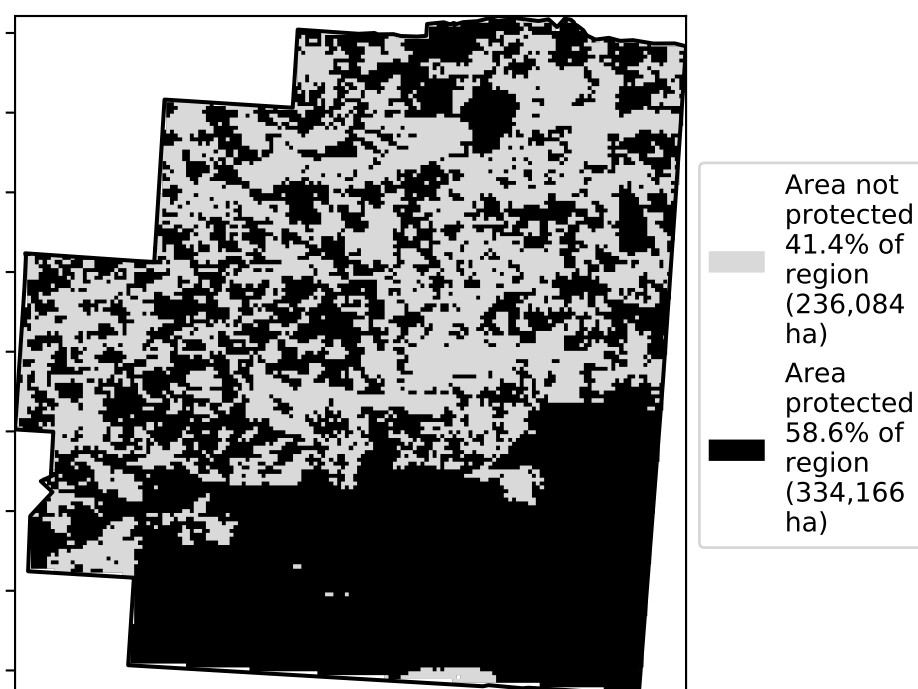 Area not
protected
41.4% of
region
(236,084
ha)
Area
protected
58.6% of
region
(334,166
ha)